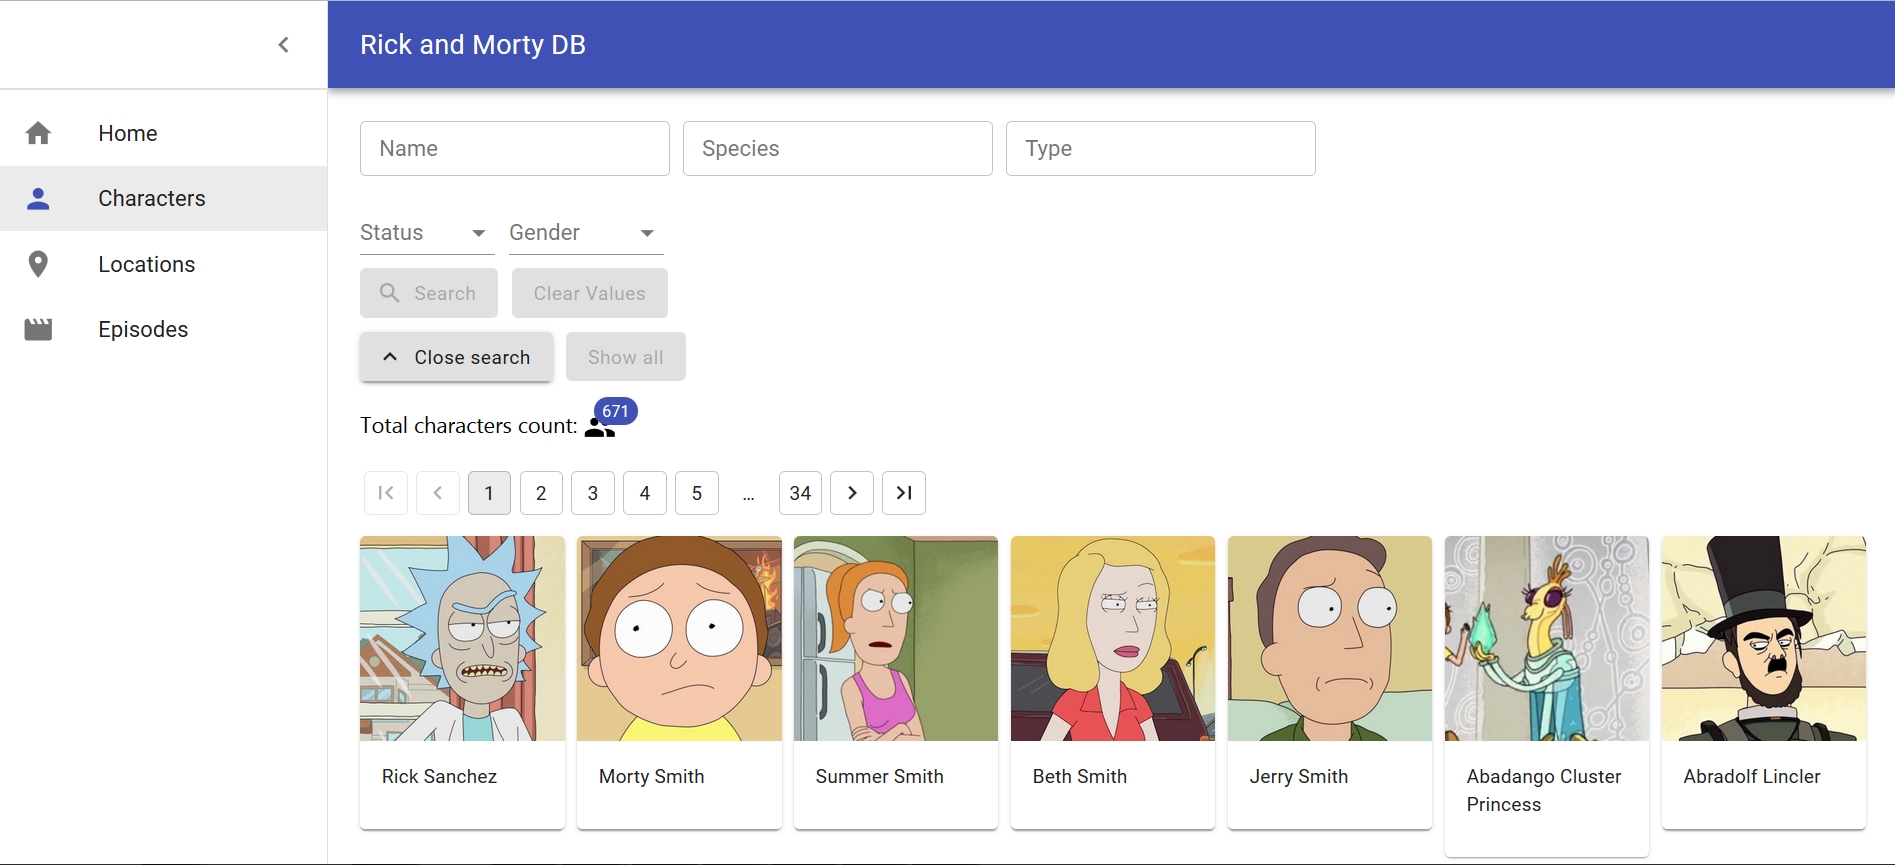 Rick and Morty DB
Home
Characters
Locations
Episodes
Name
Species
Type
Status
Gender
Search
Clear Values
Close search
Show all
Total characters count:
671
1
2
3
4
5
...
34
Rick Sanchez
Morty Smith
Summer Smith
Beth Smith
Jerry Smith
Abadango Cluster
Princess
Abradolf Lincler